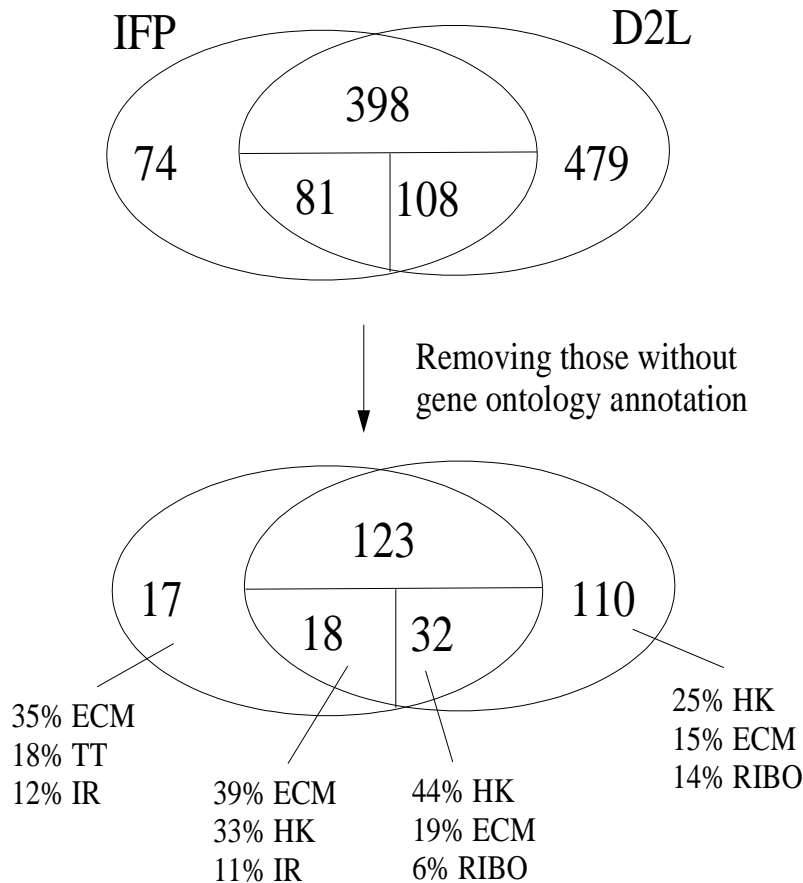 IFP
D2L
398
74
479
81
108
Removing those without
gene ontology annotation
123
17
110
18
32
35% ECM
18% TT
12% IR
39% ECM
33% HK
11% IR
44% HK
19% ECM
6% RIBO
25% HK
15% ECM
14% RIBO